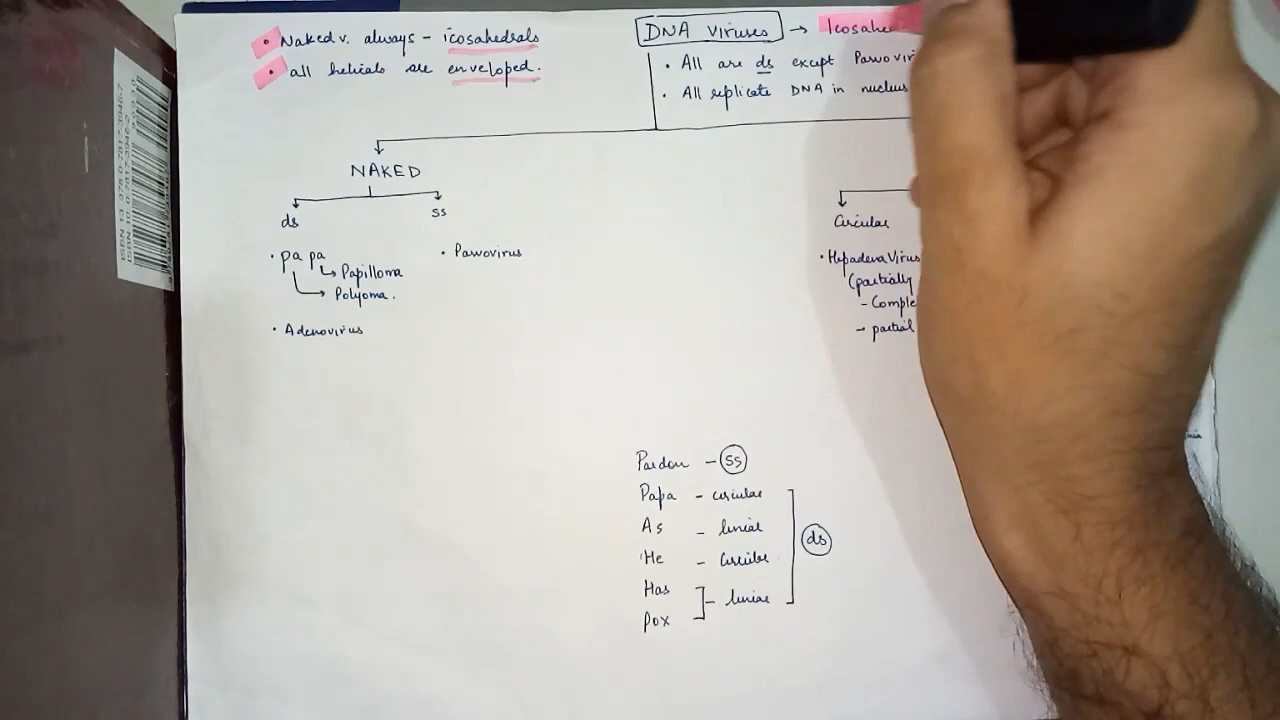 • Naked v. always - icosahedrals
• all helicals are enveloped.
DNA viruses → Icosahe
• All are ds except Parvovir
• All replicate DNA in nucleus
NAKED
ds
ss
• Pa pa
Papilloma
Polyoma.
• Adenovirus
• Parvovirus
Circular
• HepadenaVirus
(partially
- Comple
→ partial
Pardon - ss
Papa - circular
As - linial
He - Circular
Has
Pox
- liniar
ds